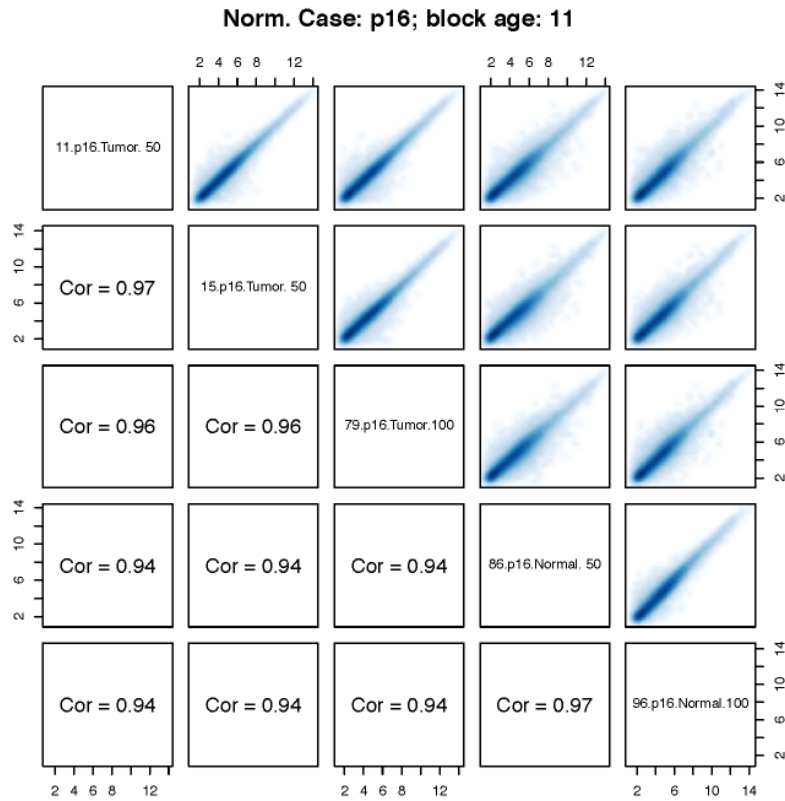 Norm. Case: p16; block age: 11
2 4 6 8 12
2 4 6 8 12
11.p16.Tumor. 50
2 6 10 14
2 6 10 14
Cor = 0.97
15.p16.Tumor. 50
Cor = 0.96
Cor = 0.96
79.p16.Tumor.100
2 6 10 14
2 6 10 14
Cor = 0.94
Cor = 0.94
Cor = 0.94
86.p16.Normal. 50
Cor = 0.94
Cor = 0.94
Cor = 0.94
Cor = 0.97
96.p16.Normal.100
2 6 10 14
2 4 6 8 12
2 4 6 8 12
2 6 10 14